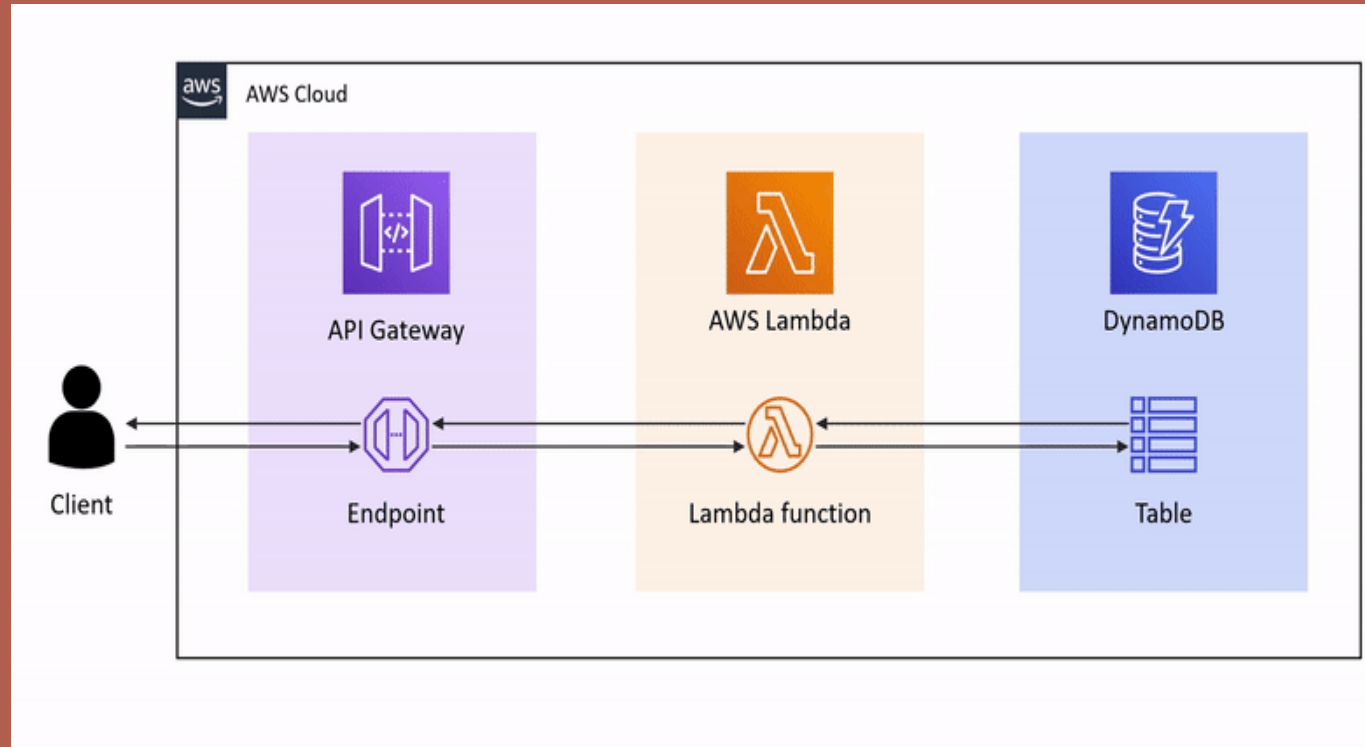 aws
AWS Cloud
</>
API Gateway
AWS Lambda
DynamoDB
Client
Endpoint
Lambda function
Table